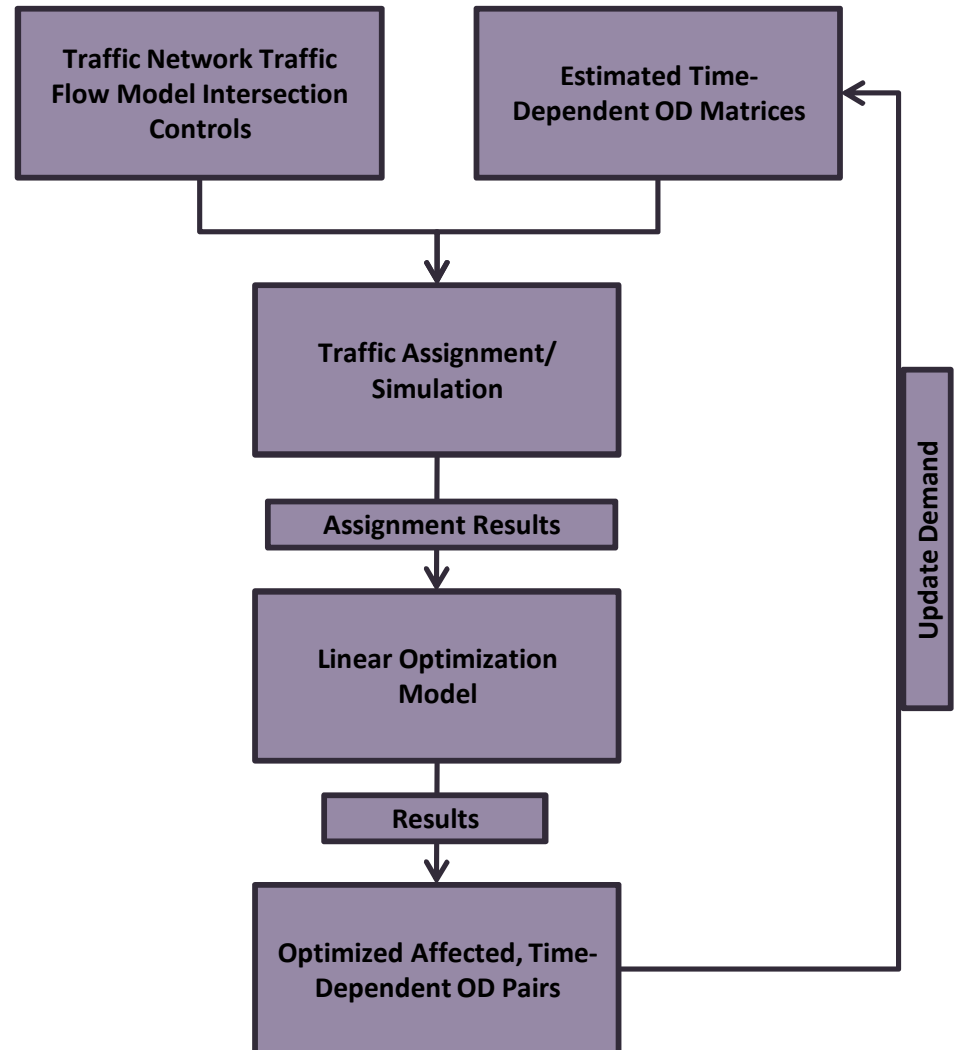 Traffic Network Traffic
Flow Model Intersection
Controls
Estimated Time-
Dependent OD Matrices
Traffic Assignment/
Simulation
Assignment Results
Linear Optimization
Model
Results
Optimized Affected, Time-
Dependent OD Pairs
Update Demand